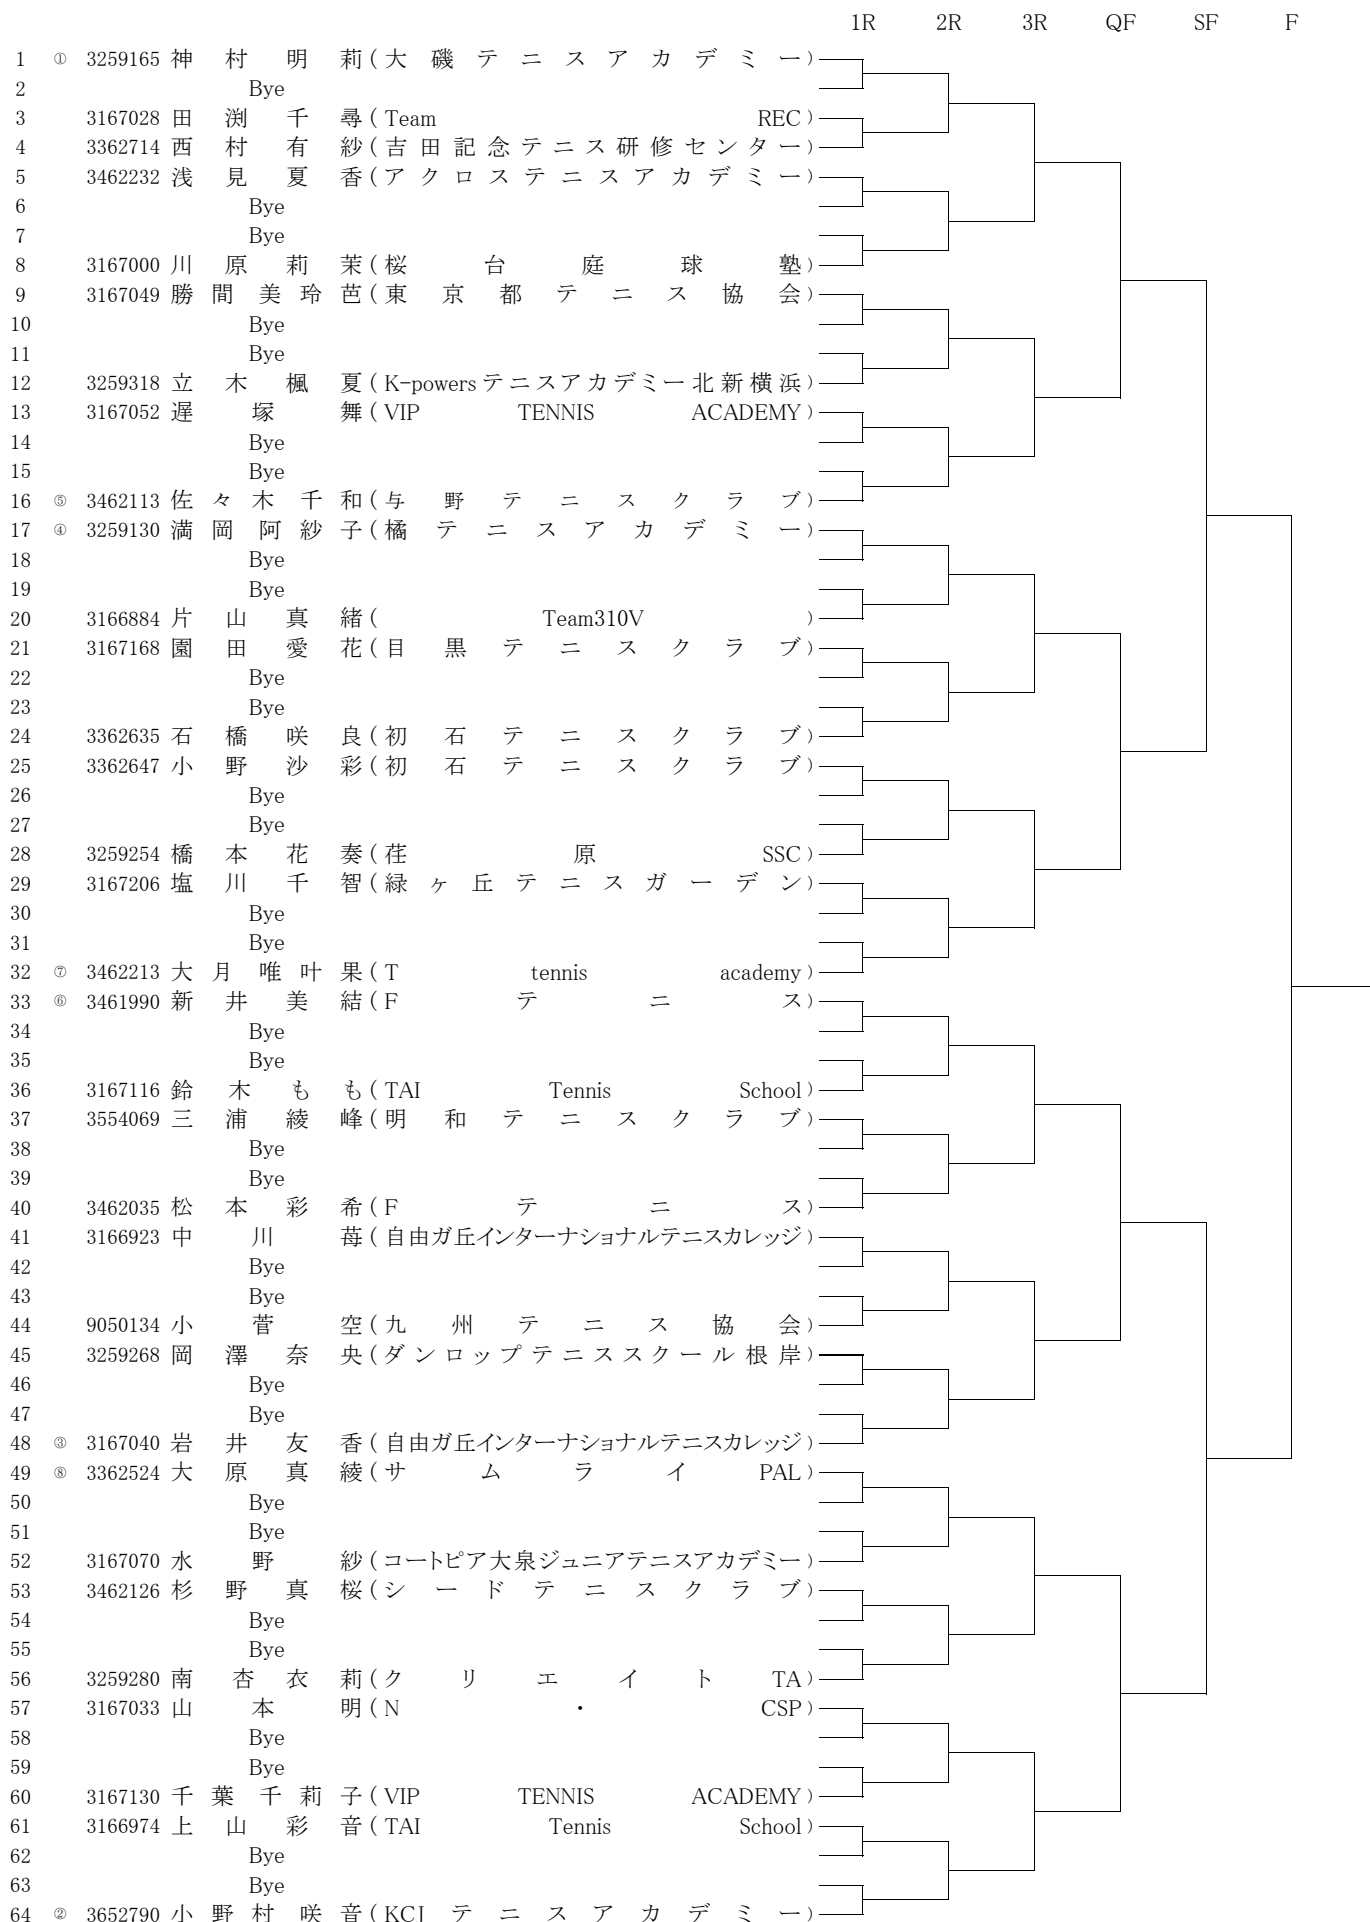 1R 2R 3R QF SF F
1 ① 3259165 神村明莉(大磯テニスアカデミー)
2 Bye
3 3167028 田渕千尋(Team REC)
4 3362714 西村有紗(吉田記念テニス研修センター)
5 3462232 浅見夏香(アクロステニスアカデミー)
6 Bye
7 Bye
8 3167000 川原莉茉(桜台庭球塾)
9 3167049 勝間美玲芭(東京都テニス協会)
10 Bye
11 Bye
12 3259318 立木楓夏(K-powersテニスアカデミー北新横浜)
13 3167052 遅塚舞(VIP TENNIS ACADEMY)
14 Bye
15 Bye
16 ⑤ 3462113 佐々木千和(与野テニスクラブ)
17 ④ 3259130 満岡阿紗子(橘テニスアカデミー)
18 Bye
19 Bye
20 3166884 片山真緒(Team310V)
21 3167168 園田愛花(目黒テニスクラブ)
22 Bye
23 Bye
24 3362635 石橋咲良(初石テニスクラブ)
25 3362647 小野沙彩(初石テニスクラブ)
26 Bye
27 Bye
28 3259254 橋本花奏(荏原SSC)
29 3167206 塩川千智(緑ヶ丘テニスガーデン)
30 Bye
31 Bye
32 ⑦ 3462213 大月唯叶果(T tennis academy)
33 ⑥ 3461990 新井美結(Fテニス)
34 Bye
35 Bye
36 3167116 鈴木もも(TAI Tennis School)
37 3554069 三浦綾峰(明和テニスクラブ)
38 Bye
39 Bye
40 3462035 松本彩希(Fテニス)
41 3166923 中川苺(自由ガ丘インターナショナルテニスカレッジ)
42 Bye
43 Bye
44 9050134 小菅空(九州テニス協会)
45 3259268 岡澤奈央(ダンロップテニススクール根岸)
46 Bye
47 Bye
48 ③ 3167040 岩井友香(自由ガ丘インターナショナルテニスカレッジ)
49 ⑧ 3362524 大原真綾(サムライPAL)
50 Bye
51 Bye
52 3167070 水野紗(コートピア大泉ジュニアテニスアカデミー)
53 3462126 杉野真桜(シードテニスクラブ)
54 Bye
55 Bye
56 3259280 南杏衣莉(クリエイトTA)
57 3167033 山本明(N・CSP)
58 Bye
59 Bye
60 3167130 千葉千莉子(VIP TENNIS ACADEMY)
61 3166974 上山彩音(TAI Tennis School)
62 Bye
63 Bye
64 ② 3652790 小野村咲音(KCJテニスアカデミー)